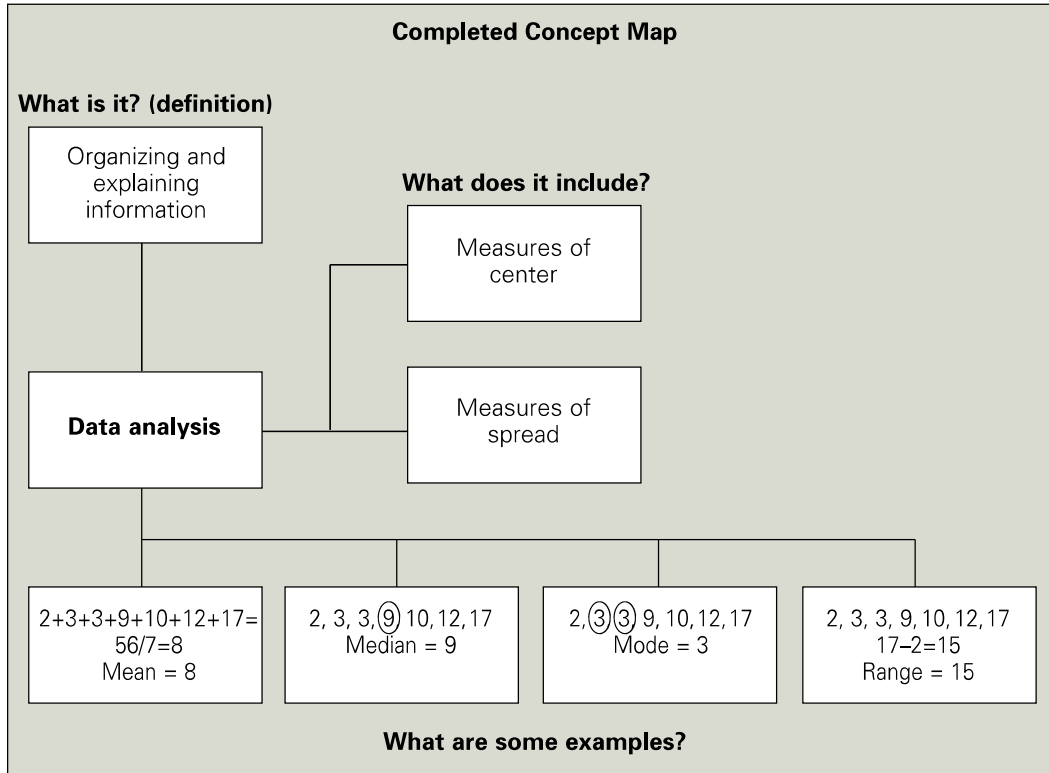 Completed Concept Map
What is it? (definition)
Organizing and
explaining
information
What does it include?
Measures of
center
Data analysis
Measures of
spread
2+3+3+9+10+12+17=
56/7=8
Mean = 8
2, 3, 3, 9, 10, 12, 17
Median = 9
2, 3, 3, 9, 10, 12, 17
Mode = 3
2, 3, 3, 9, 10, 12, 17
17–2=15
Range = 15
What are some examples?